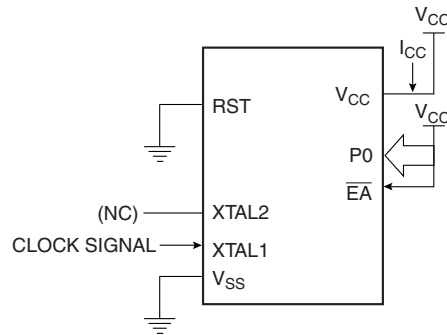 VCC
ICC
VCC
RST
VCC
P0
EA
(NC)
XTAL2
CLOCK SIGNAL
XTAL1
VSS